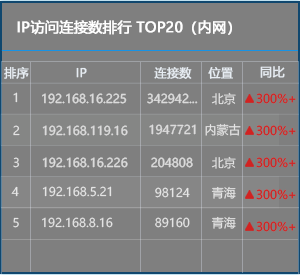 IP访问连接数排行 TOP20（内网）
排序 IP 连接数 位置 同比
1 192.168.16.225 342942... 北京 ▲300%+
2 192.168.119.16 1947721 内蒙古 ▲300%+
3 192.168.16.226 204808 北京 ▲300%+
4 192.168.5.21 98124 青海 ▲300%+
5 192.168.8.16 89160 青海 ▲300%+